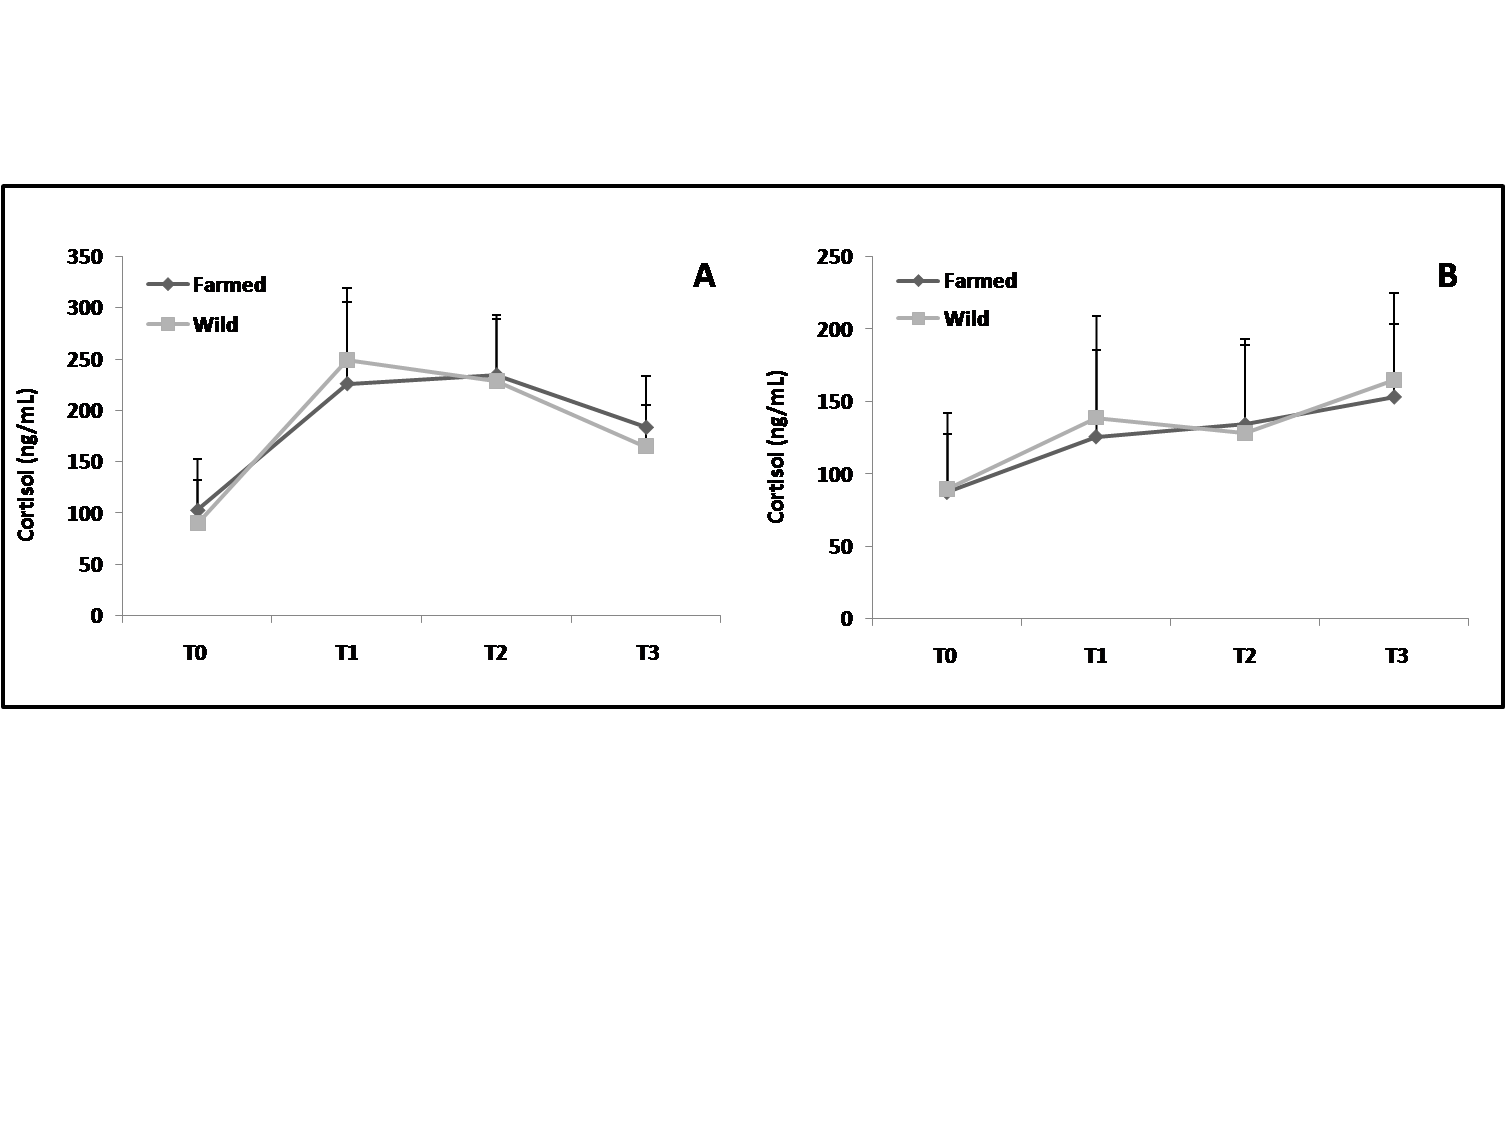 A
350
300
250
200
150
100
50
0
Cortisol (ng/mL)
Farmed
Wild
T0 T1 T2 T3
B
250
200
150
100
50
0
Cortisol (ng/mL)
Farmed
Wild
T0 T1 T2 T3